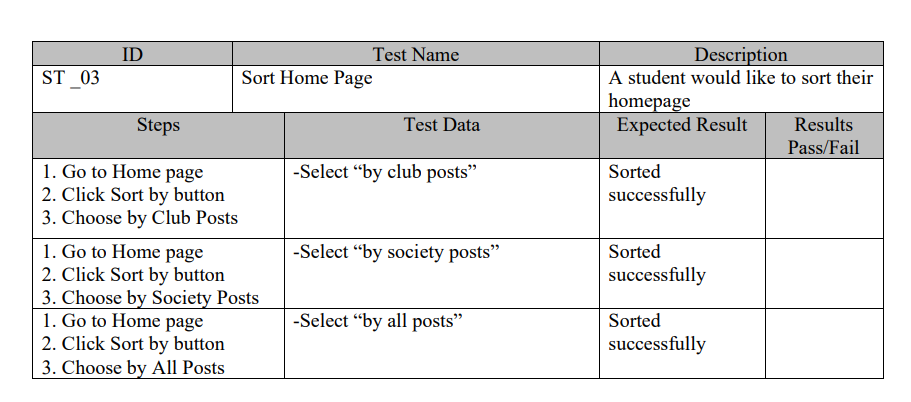 ID Test Name Description
ST _03 Sort Home Page A student would like to sort their
homepage
Steps Test Data Expected Result Results
Pass/Fail
1. Go to Home page -Select “by club posts” Sorted
2. Click Sort by button successfully
3. Choose by Club Posts
1. Go to Home page -Select “by society posts” Sorted
2. Click Sort by button successfully
3. Choose by Society Posts
1. Go to Home page -Select “by all posts” Sorted
2. Click Sort by button successfully
3. Choose by All Posts